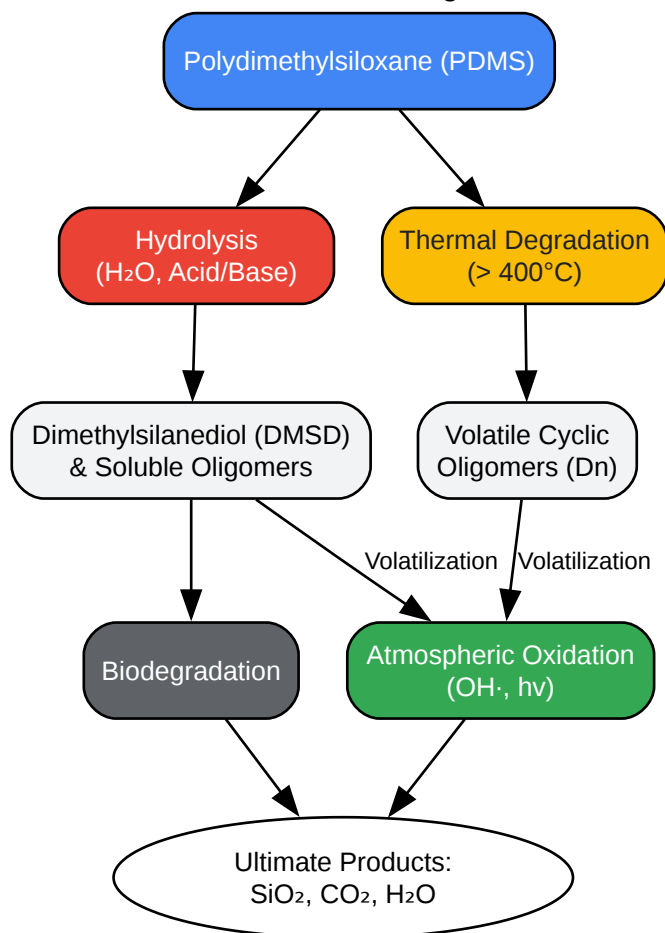 Polydimethylsiloxane (PDMS)
Hydrolysis
(H₂O, Acid/Base)
Thermal Degradation
(> 400°C)
Dimethylsilanediol (DMSD)
& Soluble Oligomers
Volatile Cyclic
Oligomers (Dn)
Volatilization
Volatilization
Biodegradation
Atmospheric Oxidation
(OH·, hv)
Ultimate Products:
SiO₂, CO₂, H₂O